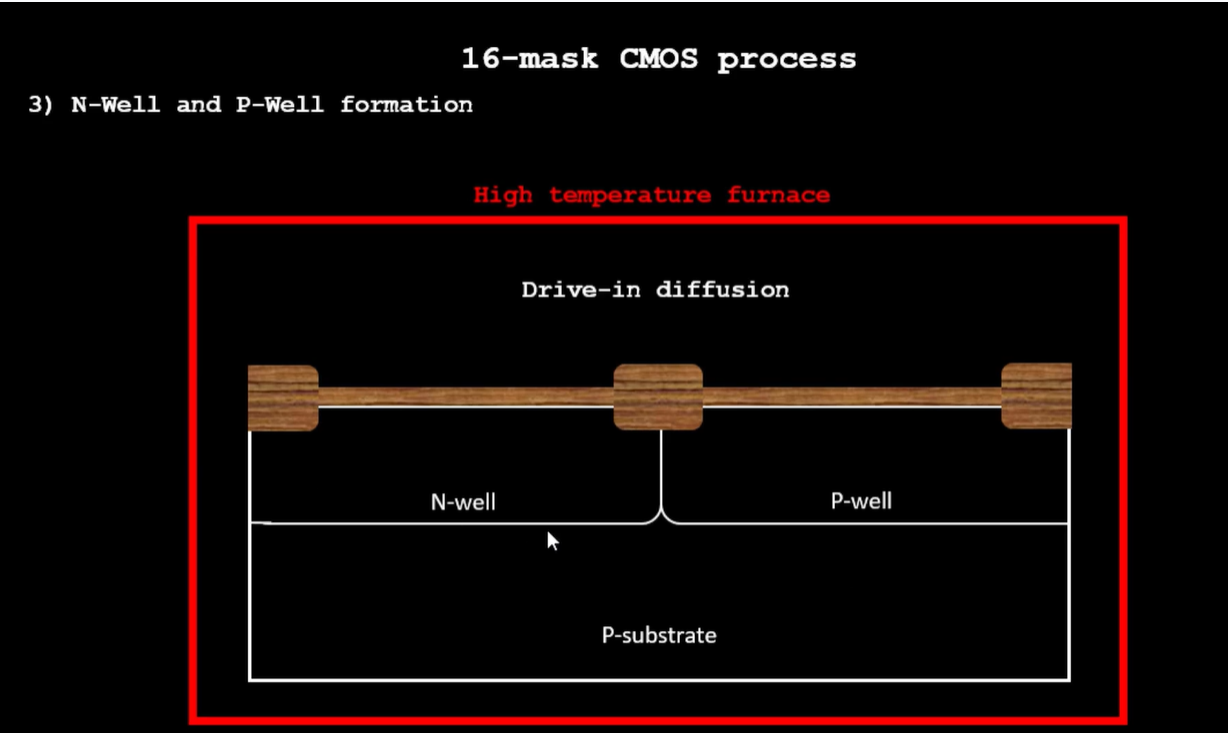 16-mask CMOS process
3) N-Well and P-Well formation
High temperature furnace
Drive-in diffusion
N-well
P-well
P-substrate